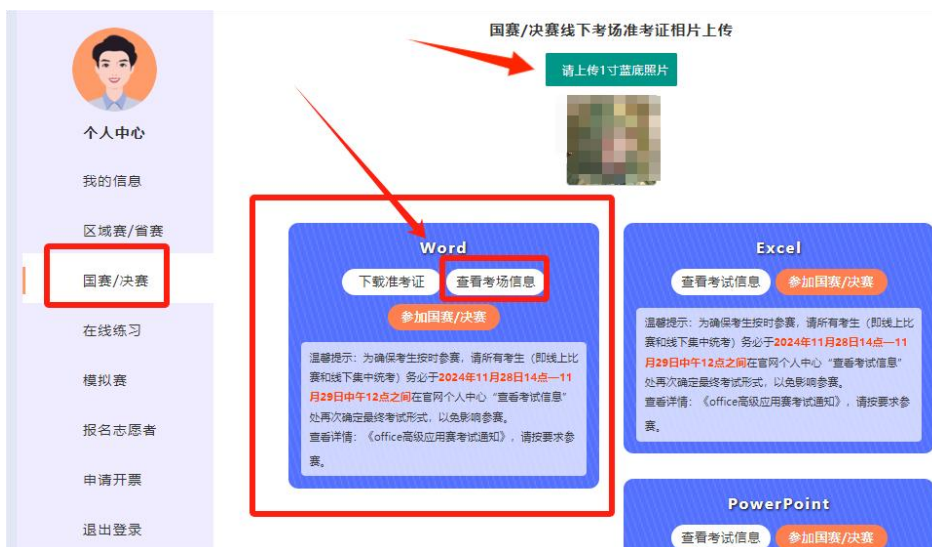 国赛/决赛线下考场准考证相片上传
请上传1寸蓝底照片
个人中心
我的信息
区域赛/省赛
国赛/决赛
在线练习
模拟赛
报名志愿者
申请开票
退出登录
Word
下载准考证
查看考场信息
参加国赛/决赛
温馨提示：为确保考生按时参赛，请所有考生（即线上比
赛和线下集中统考）务必于2024年11月28日14点—11
月29日中午12点之间在官网个人中心“查看考试信息”
处再次确定最终考试形式，以免影响参赛。
查看详情：《office高级应用赛考试通知》，请按要求参
赛。
Excel
查看考试信息
参加国赛/决赛
温馨提示：为确保考生按时参赛，请所有考生（即线上比
赛和线下集中统考）务必于2024年11月28日14点—11
月29日中午12点之间在官网个人中心“查看考试信息”
处再次确定最终考试形式，以免影响参赛。
查看详情：《office高级应用赛考试通知》，请按要求参
赛。
PowerPoint
查看考试信息
参加国赛/决赛